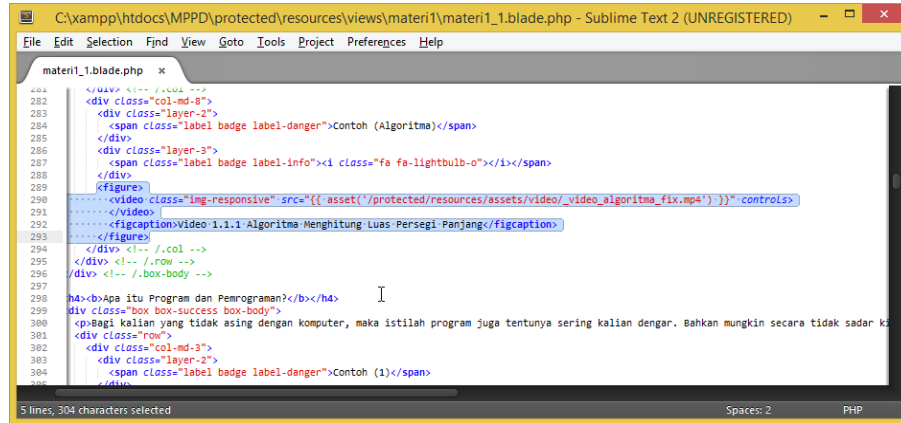 C:\xampp\htdocs\MPPD\protected\resources\views\materi1\materi1_1.blade.php - Sublime Text 2 (UNREGISTERED)
File Edit Selection Find View Goto Tools Project Preferences Help
materi1_1.blade.php ×
281 </div> <!-- /.col -->
282 <div class="col-md-8">
283 <div class="layer-2">
284 <span class="label badge label-danger">Contoh (Algoritma)</span>
285 </div>
286 <div class="layer-3">
287 <span class="label badge label-info"><i class="fa fa-lightbulb-o"></i></span>
288 </div>
289 <figure>
290 <video class="img-responsive" src="{{ asset('/protected/resources/assets/video/_video_algoritma_fix.mp4') }}" controls>
291 </video>
292 <figcaption>Video 1.1.1 Algoritma Menghitung Luas Persegi Panjang</figcaption>
293 </figure>
294 </div> <!-- /.col -->
295 </div> <!-- /.row -->
296 /div> <!-- /.box-body -->
297
298 h4><b>Apa itu Program dan Pemrograman?</b></h4>
299 div class="box box-success box-body">
300 <p>Bagi kalian yang tidak asing dengan komputer, maka istilah program juga tentunya sering kalian dengar. Bahkan mungkin secara tidak sadar ki
301 <div class="row">
302 <div class="col-md-3">
303 <div class="layer-2">
304 <span class="label badge label-danger">Contoh (1)</span>
305 </div>
5 lines, 304 characters selected Spaces: 2 PHP